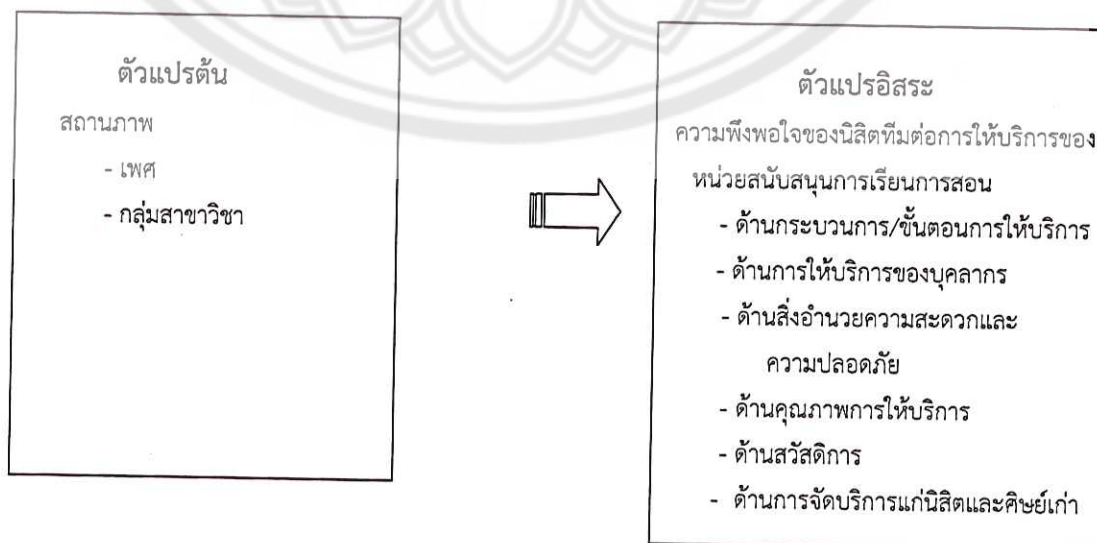 ตัวแปรต้น
สถานภาพ
- เพศ
- กลุ่มสาขาวิชา
ตัวแปรอิสระ
ความพึงพอใจของนิสิตทีมต่อการให้บริการของ
หน่วยสนับสนุนการเรียนการสอน
- ด้านกระบวนการ/ขั้นตอนการให้บริการ
- ด้านการให้บริการของบุคลากร
- ด้านสิ่งอำนวยความสะดวกและ
ความปลอดภัย
- ด้านคุณภาพการให้บริการ
- ด้านสวัสดิการ
- ด้านการจัดบริการแก่นิสิตและศิษย์เก่า